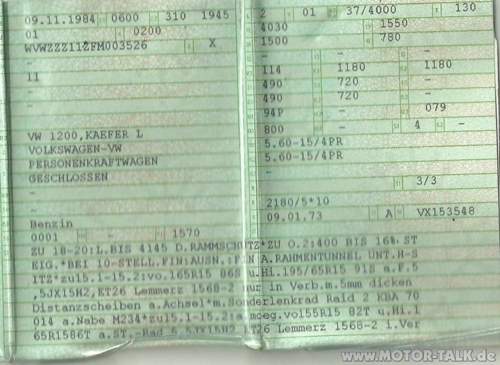 09.11.1984 0600 310 1945
01 0200
WVWZZZ11ZFM003526 X
-
11
-
-
-
VW 1200,KAEFER L
VOLKSWAGEN-VW
PERSONENKRAFTWAGEN
GESCHLOSSEN
-
-
Benzin
0001 - 1570
2 01 37/4000 130
4030 1550
1500 780
- -
114 1180 1180
490 720 -
490 720 -
94P - 079
800 - 4 -
5.60-15/4PR
5.60-15/4PR
-
- 3/3
-
2180/5*10
09.01.73 A VX153548
ZU 18-20:L.BIS 4145 D.RAMMSCHUTZ*ZU 0.2:400 BIS 16% ST
EIG.*BEI 10-STELL.FIN:AUSN.:FIN A.RAHMENTUNNEL UNT.H-S
ITZ*zu15.1-15.2:vo.165R15 86S u.Hi.195/65R15 91S a.F.5
,5JX15H2,KT26 Lemmerz 1568-2 nur in Verb.m.5mm dicken
Distanzscheiben a.Achsel*m.Sonderlenkrad Raid 2 KBA 70
014 a.Nabe M234*zu15.1-15.2:a.moeg.vo155R15 82T u.Hi.1
65R1586T a.ST.-Rad 5,5JX15H2 KT26 Lemmerz 1568-2 i.Ver
www.MOTOR-TALK.de